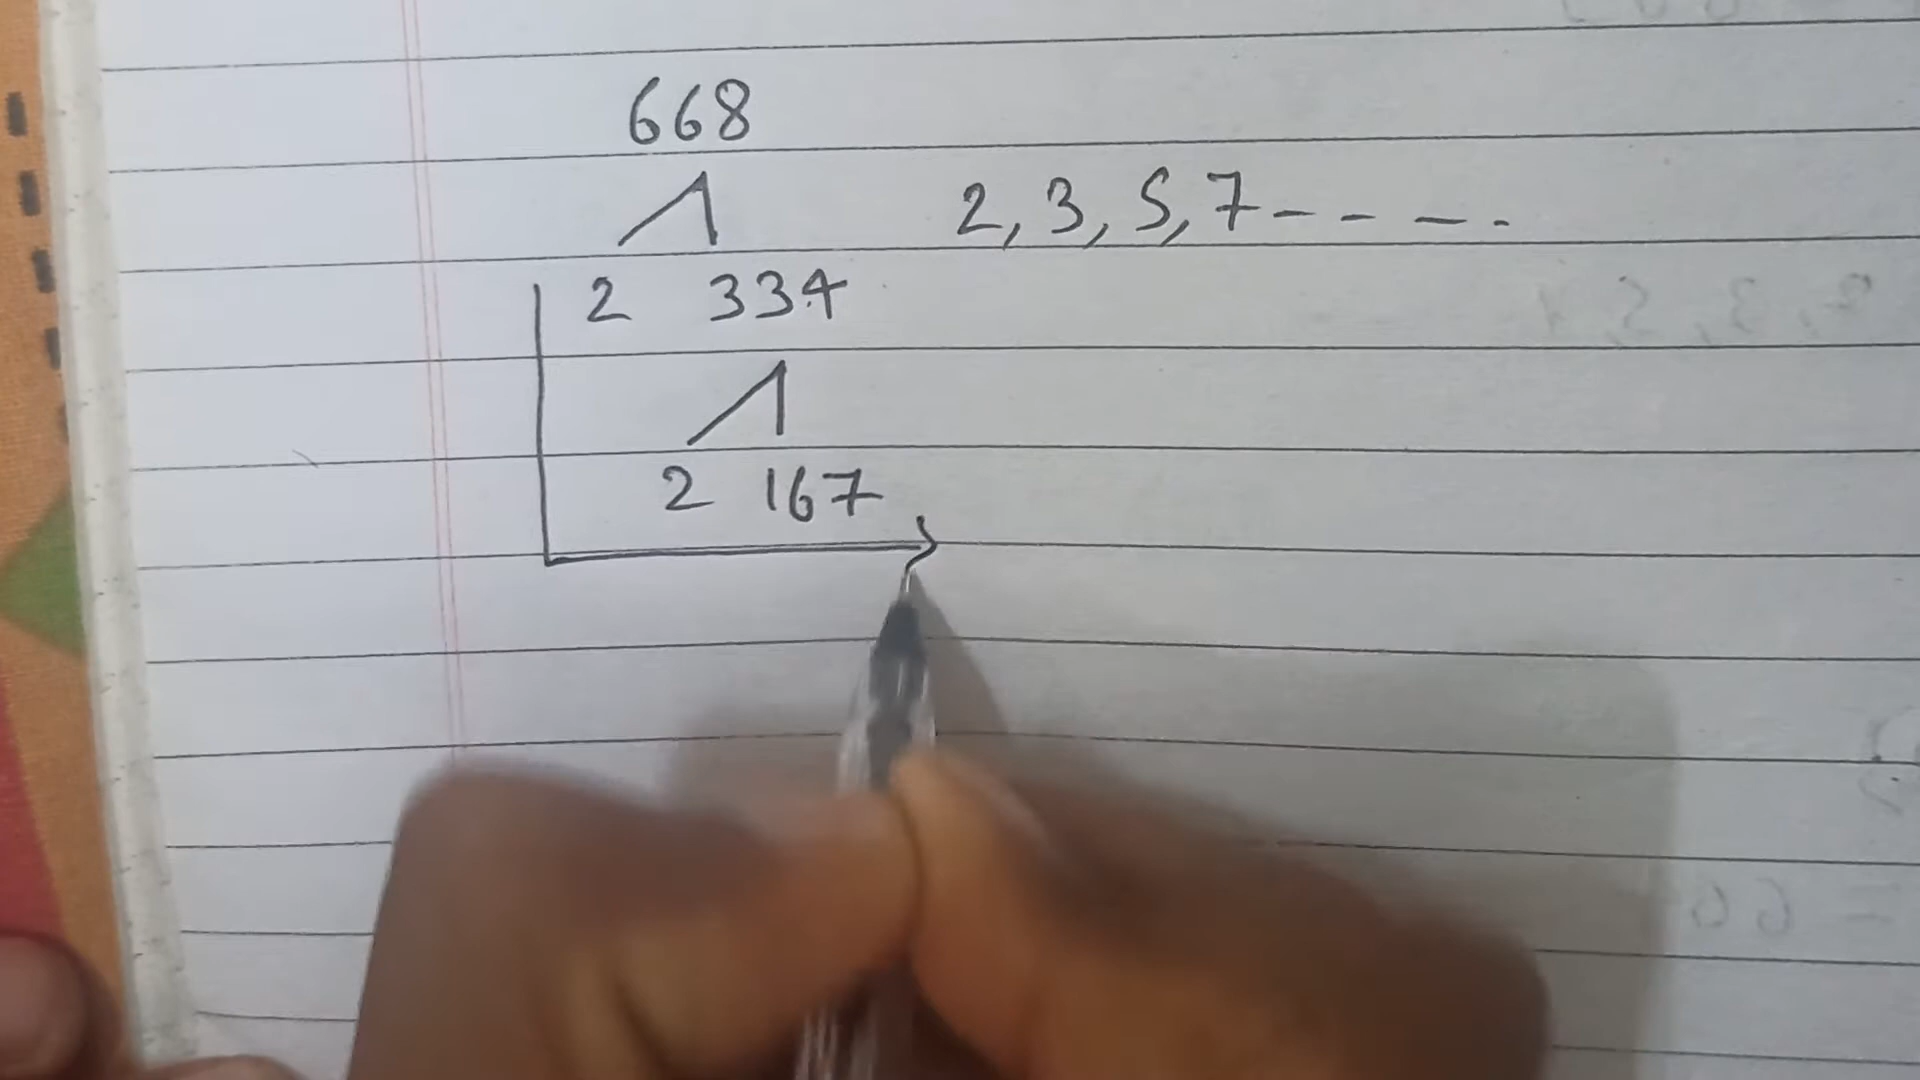 668
2, 3, 5, 7 - - - -
2 334
2 167